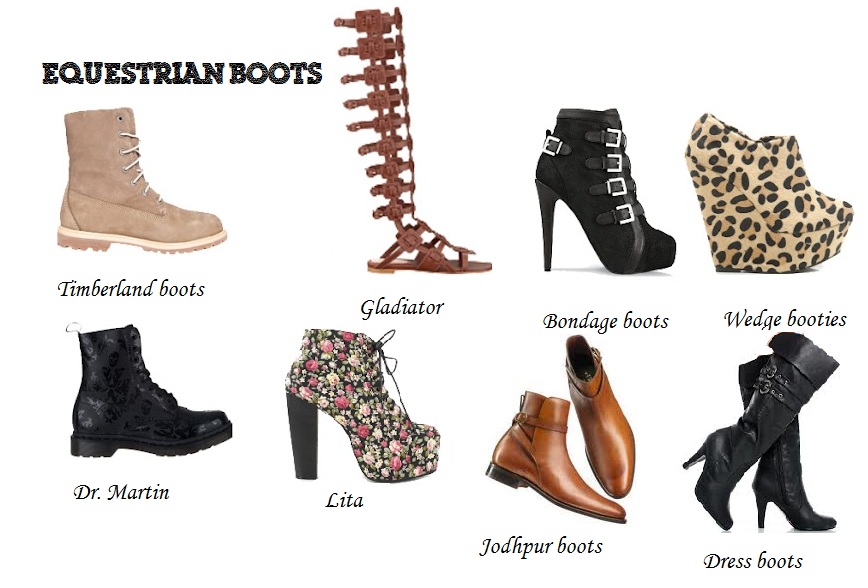 EQUESTRIAN BOOTS
Timberland boots
Gladiator
Bondage boots
Wedge booties
Dr. Martin
Lita
Jodhpur boots
Dress boots